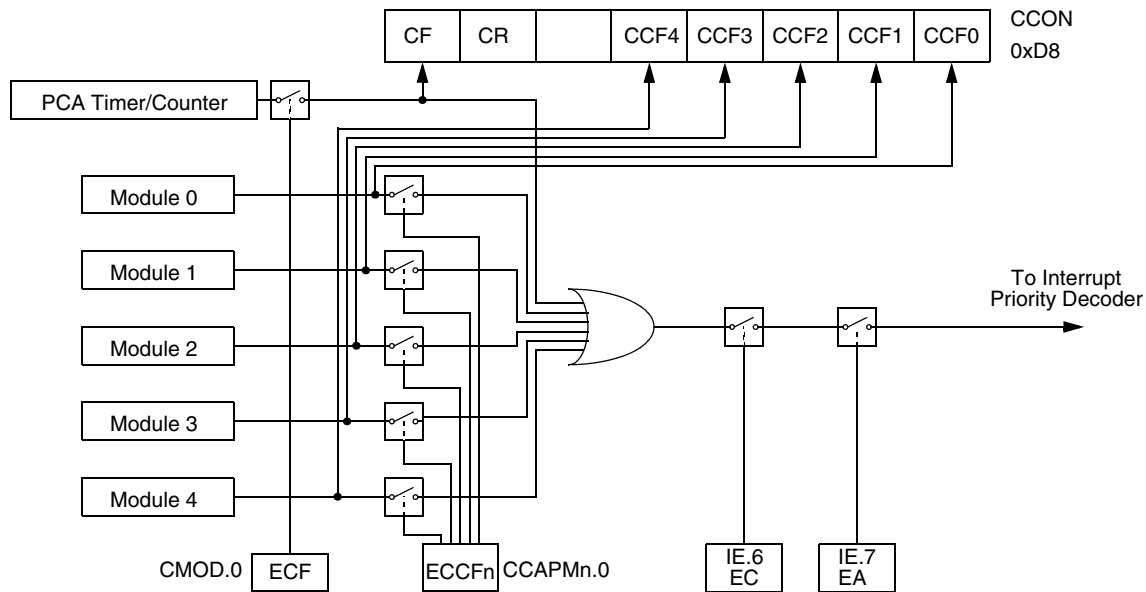 CF CR CCF4 CCF3 CCF2 CCF1 CCF0
CCON
0xD8
PCA Timer/Counter
Module 0
Module 1
Module 2
Module 3
Module 4
To Interrupt
Priority Decoder
CMOD.0 ECF
ECCFn CCAPMn.0
IE.6
EC
IE.7
EA